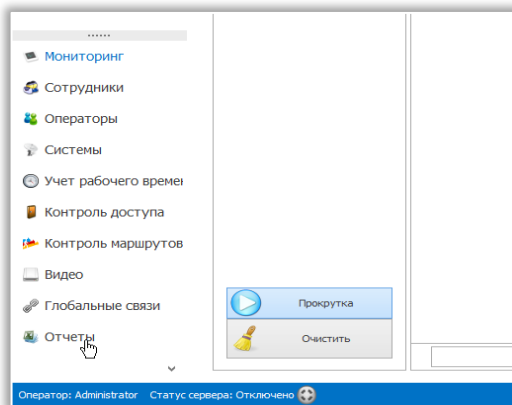 Мониторинг
Сотрудники
Операторы
Системы
Учет рабочего времен
Контроль доступа
Контроль маршрутов
Видео
Глобальные связи
Отчеты
Прокрутка
Очистить
Оператор: Administrator Статус сервера: Отключено